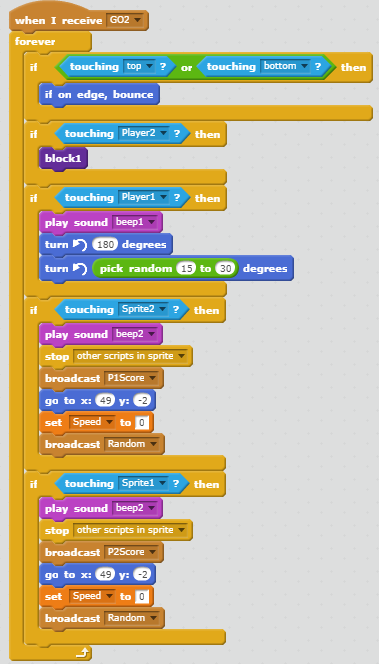 when I receive GO2
forever
if touching top ? or touching bottom ? then
if on edge, bounce
if touching Player2 ? then
block1
if touching Player1 ? then
play sound beep1
turn 180 degrees
turn pick random 15 to 30 degrees
if touching Sprite2 ? then
play sound beep2
stop other scripts in sprite
broadcast P1Score
go to x: 49 y: -2
set Speed to 0
broadcast Random
if touching Sprite1 ? then
play sound beep2
stop other scripts in sprite
broadcast P2Score
go to x: 49 y: -2
set Speed to 0
broadcast Random